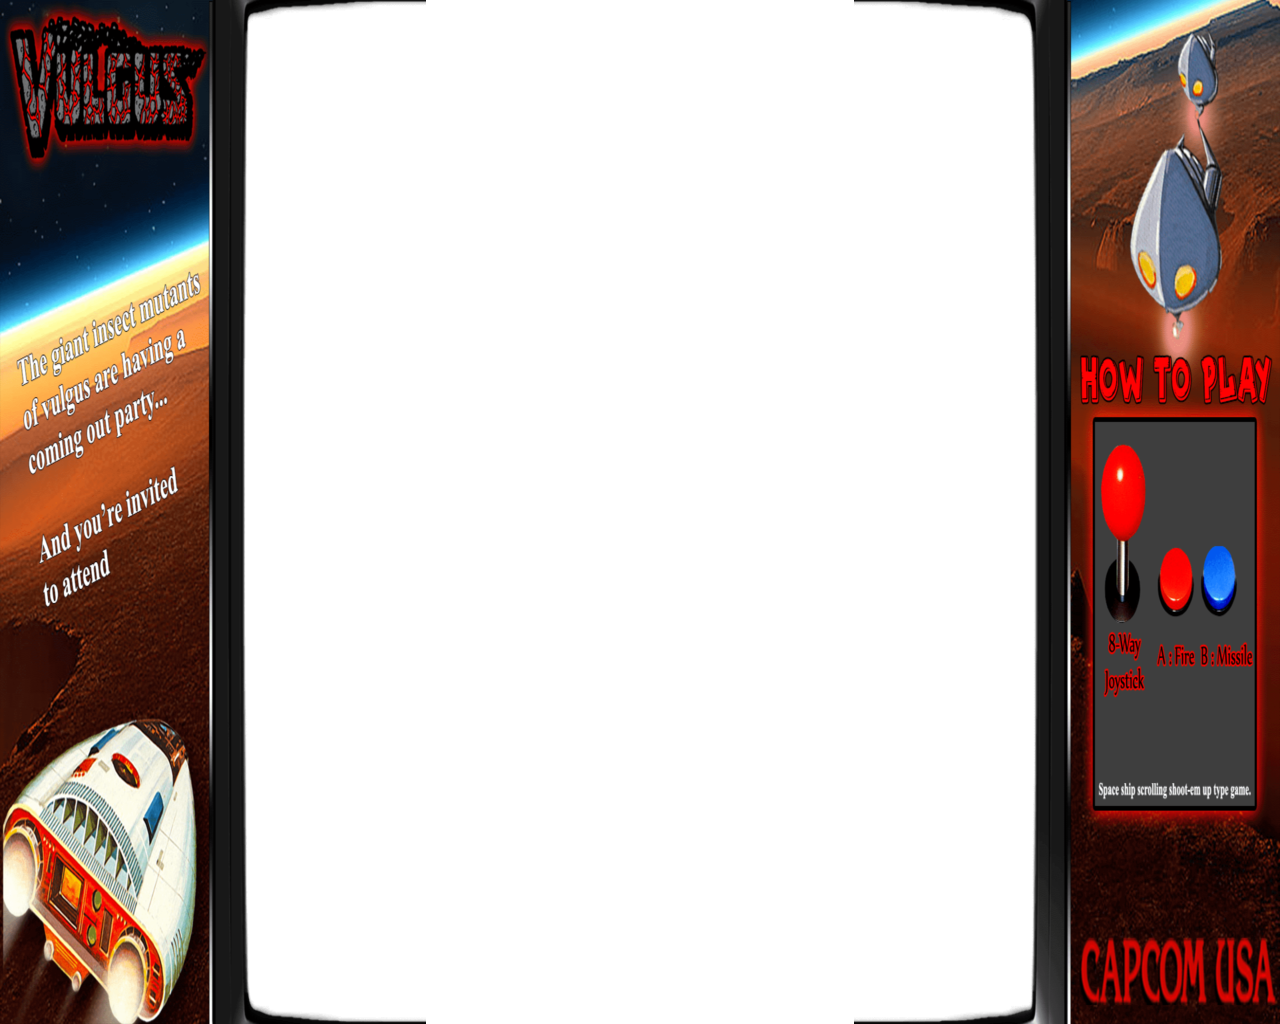 VULGUS
The giant insect mutants
of vulgus are having a
coming out party...
And you're invited
to attend
HOW TO PLAY
8-Way
Joystick
A : Fire B : Missile
Space ship scrolling shoot-em up type game.
CAPCOM USA